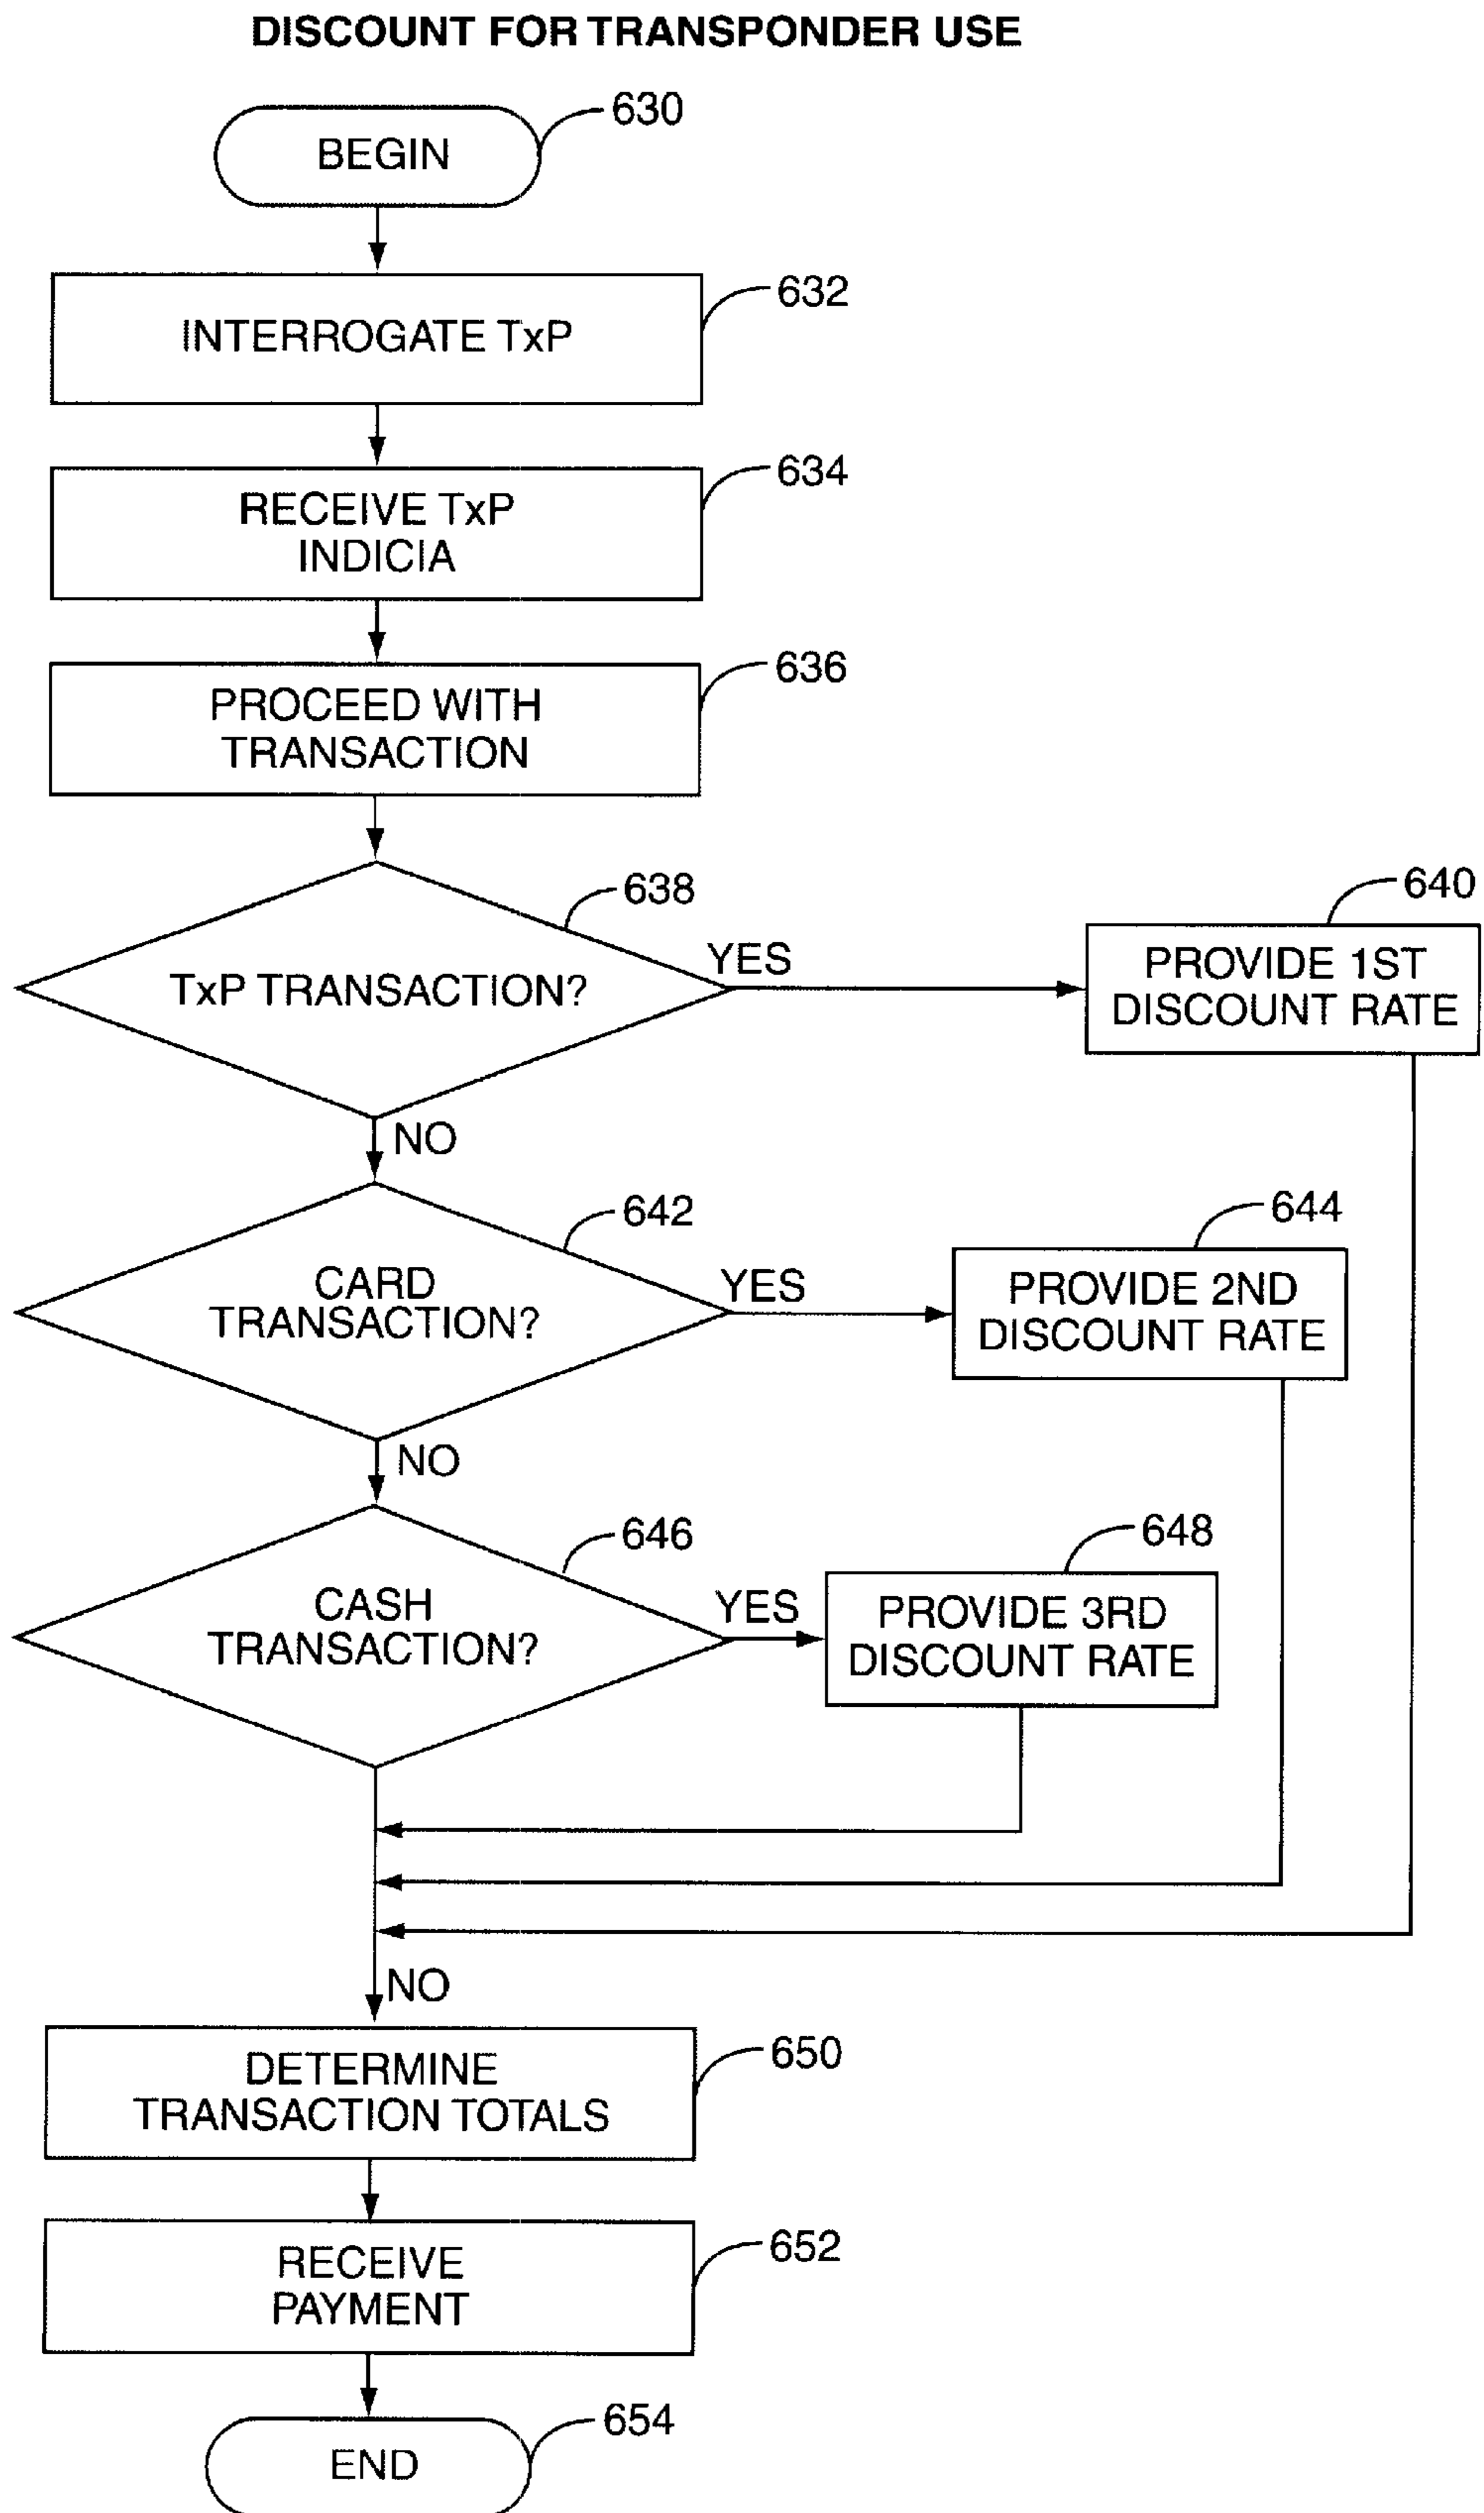 DISCOUNT FOR TRANSPONDER USE
BEGIN
630
INTERROGATE TxP
632
RECEIVE TxP
INDICIA
634
PROCEED WITH
TRANSACTION
636
TxP TRANSACTION?
638
YES
PROVIDE 1ST
DISCOUNT RATE
640
NO
CARD
TRANSACTION?
642
YES
PROVIDE 2ND
DISCOUNT RATE
644
NO
CASH
TRANSACTION?
646
YES
PROVIDE 3RD
DISCOUNT RATE
648
NO
DETERMINE
TRANSACTION TOTALS
650
RECEIVE
PAYMENT
652
END
654